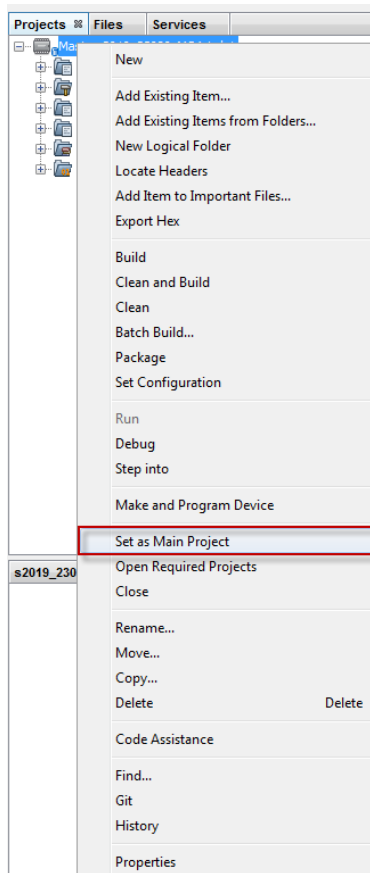 Projects Files Services
New
Add Existing Item...
Add Existing Items from Folders...
New Logical Folder
Locate Headers
Add Item to Important Files...
Export Hex
Build
Clean and Build
Clean
Batch Build...
Package
Set Configuration
Run
Debug
Step into
Make and Program Device
Set as Main Project
Open Required Projects
s2019_230
Close
Rename...
Move...
Copy...
Delete Delete
Code Assistance
Find...
Git
History
Properties